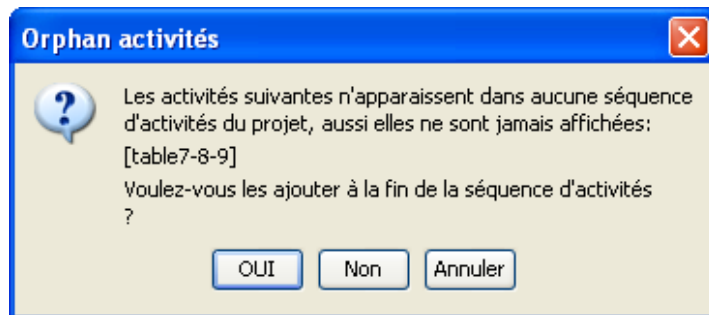 Orphan activités
Les activités suivantes n'apparaissent dans aucune séquence
d'activités du projet, aussi elles ne sont jamais affichées:
[table7-8-9]
Voulez-vous les ajouter à la fin de la séquence d'activités
?
OUI Non Annuler